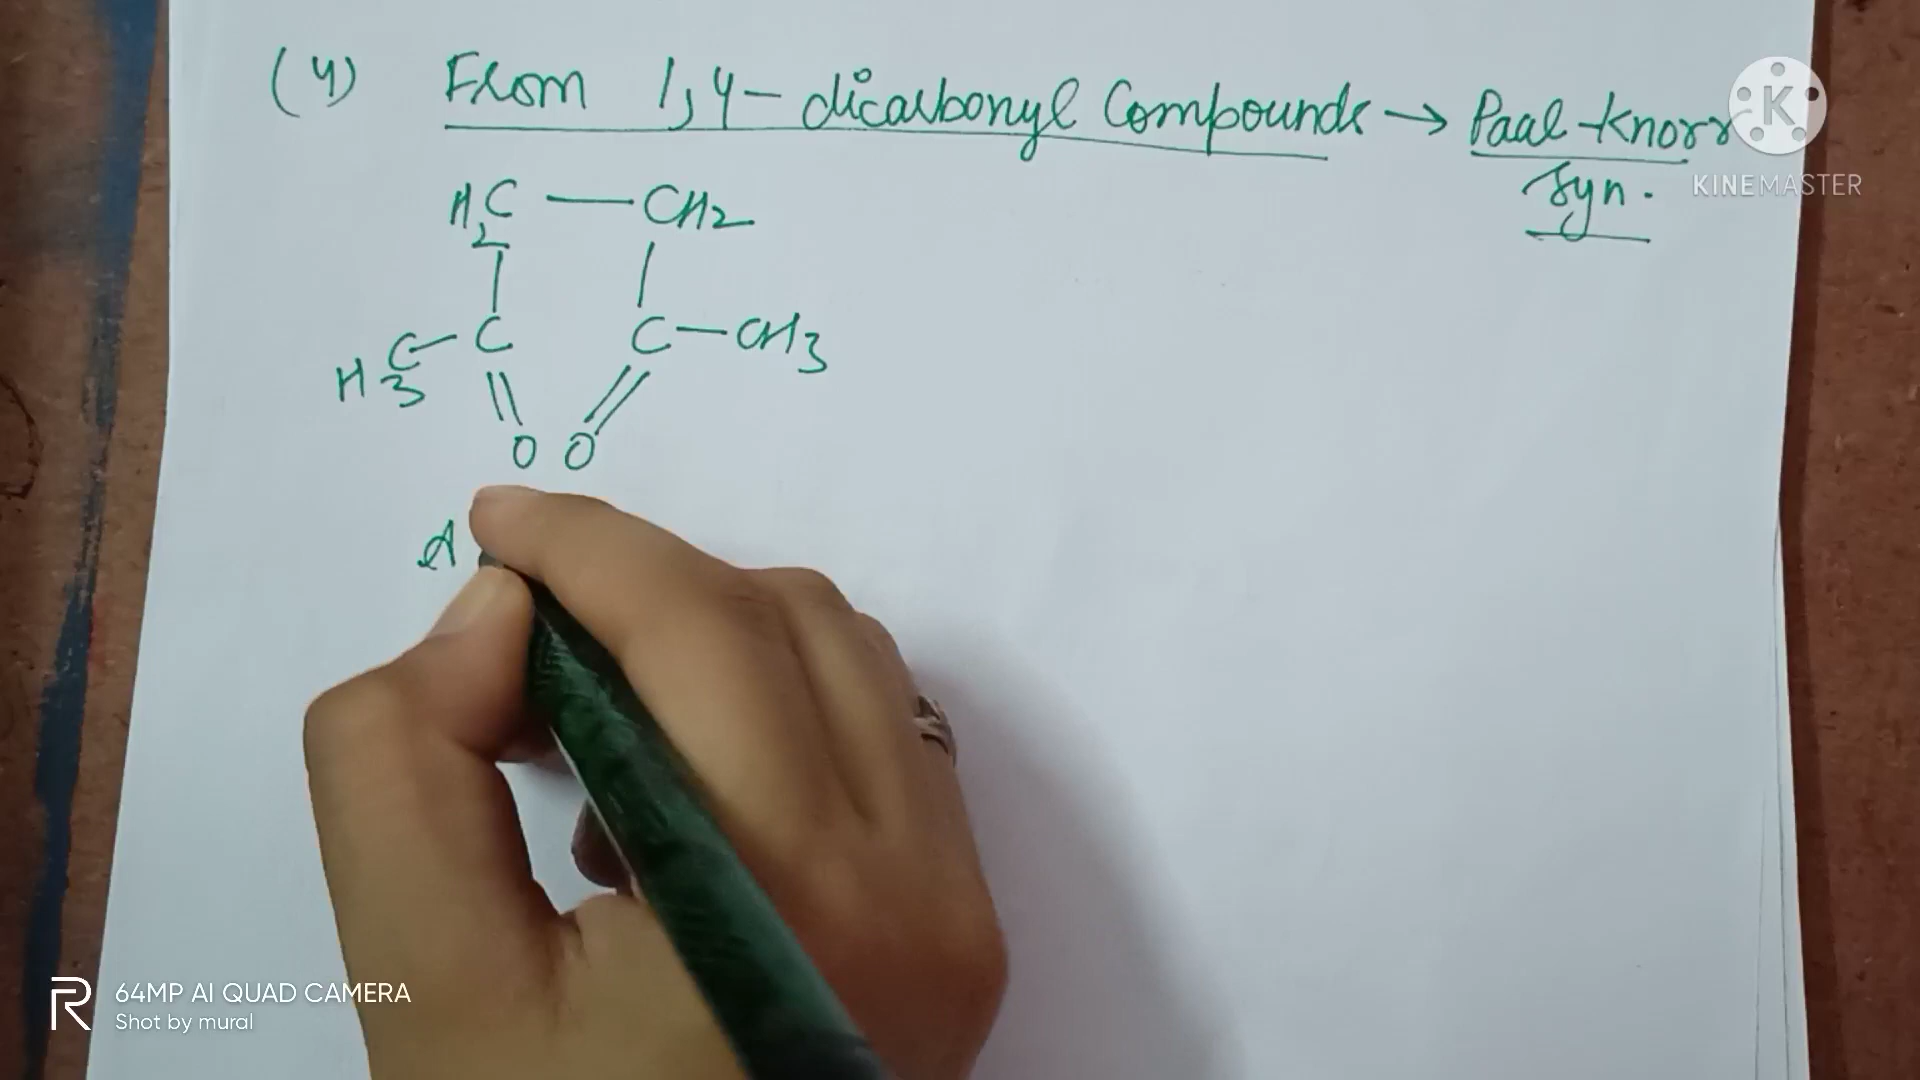 (4) From 1,4-dicarbonyl Compounds → Paal-Knorr
Syn.
H2C — CH2
H3C-C C-CH3
O O
A
K
KINEMASTER
R 64MP AI QUAD CAMERA
Shot by mural